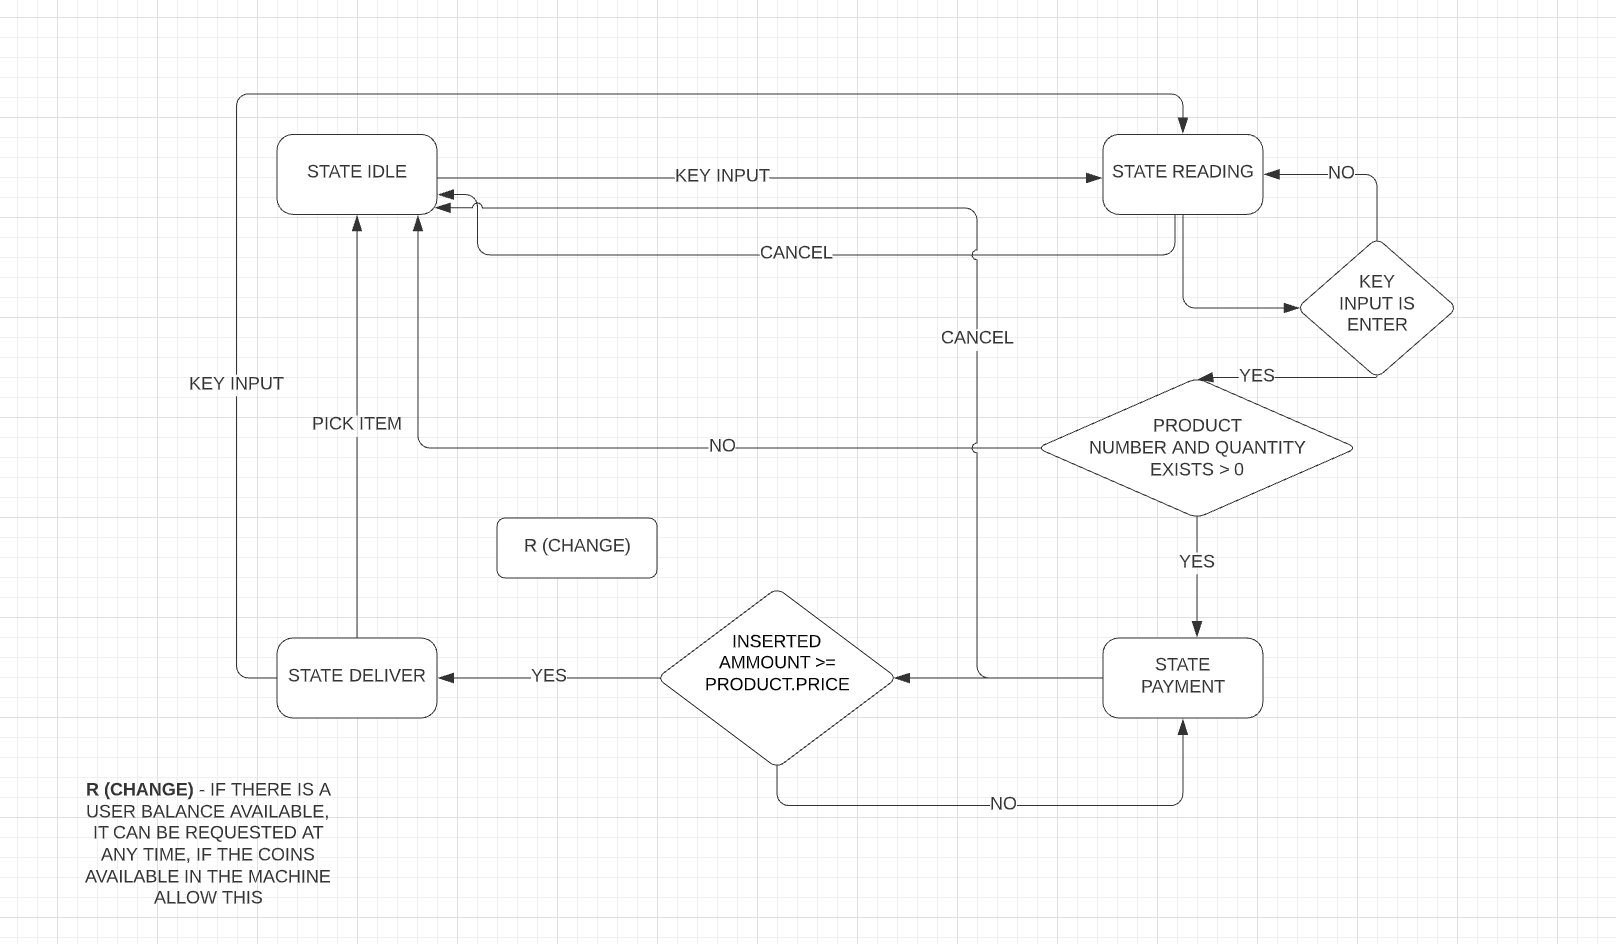 STATE IDLE
KEY INPUT
STATE READING
NO
CANCEL
KEY
INPUT IS
ENTER
CANCEL
YES
KEY INPUT
PICK ITEM
NO
PRODUCT
NUMBER AND QUANTITY
EXISTS > 0
R (CHANGE)
YES
INSERTED
AMMOUNT >=
PRODUCT.PRICE
STATE DELIVER
YES
STATE
PAYMENT
NO
R (CHANGE) - IF THERE IS A
USER BALANCE AVAILABLE,
IT CAN BE REQUESTED AT
ANY TIME, IF THE COINS
AVAILABLE IN THE MACHINE
ALLOW THIS